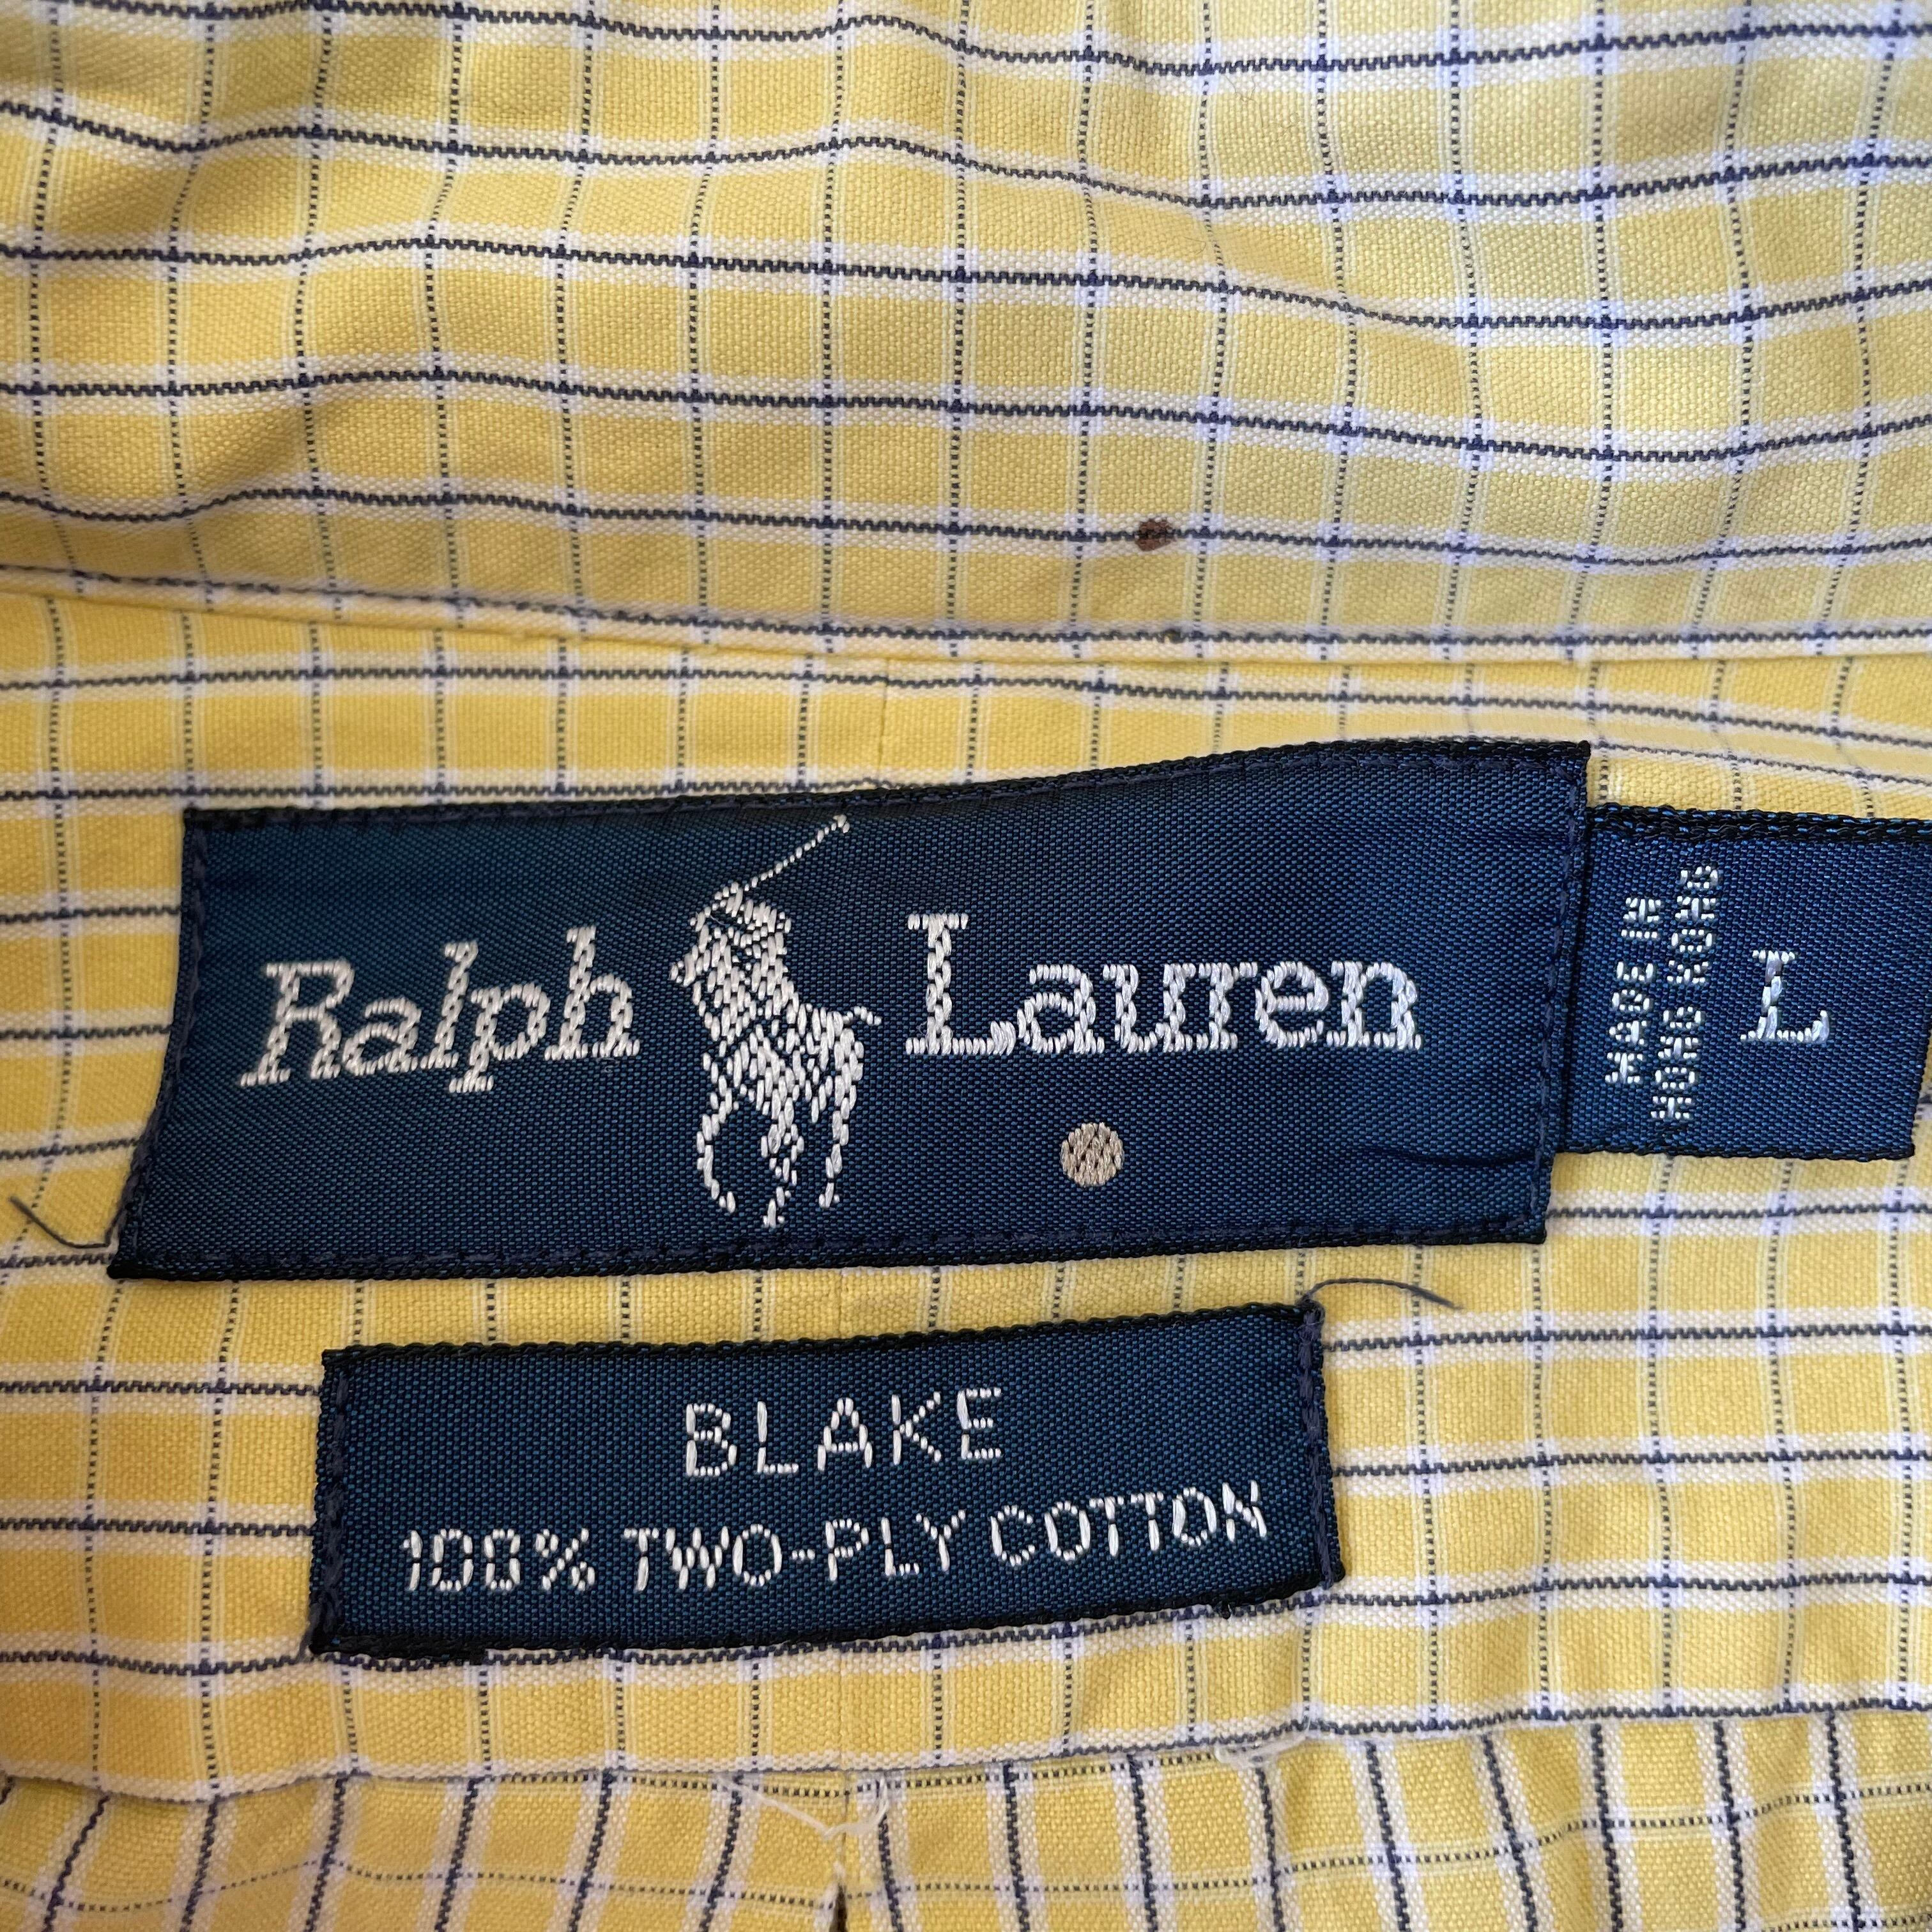 Ralph Lauren
MADE IN
HONG KONG
L
BLAKE
100% TWO-PLY COTTON